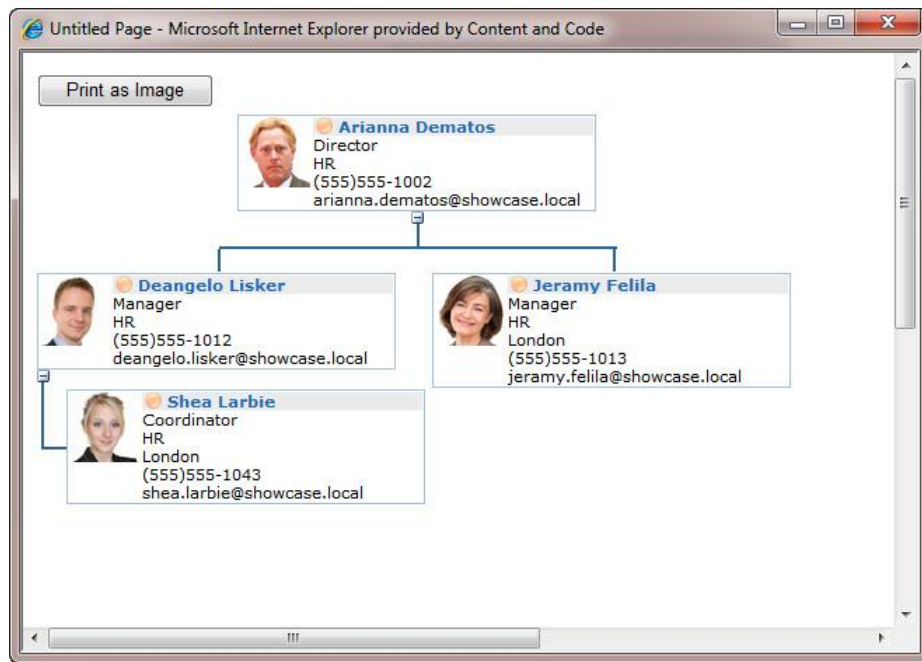 Untitled Page - Microsoft Internet Explorer provided by Content and Code
Print as Image
Arianna Dematos
Director
HR
(555)555-1002
arianna.dematos@showcase.local
Deangelo Lisker
Manager
HR
(555)555-1012
deangelo.lisker@showcase.local
Jeramy Felila
Manager
HR
London
(555)555-1013
jeramy.felila@showcase.local
Shea Larbie
Coordinator
HR
London
(555)555-1043
shea.larbie@showcase.local